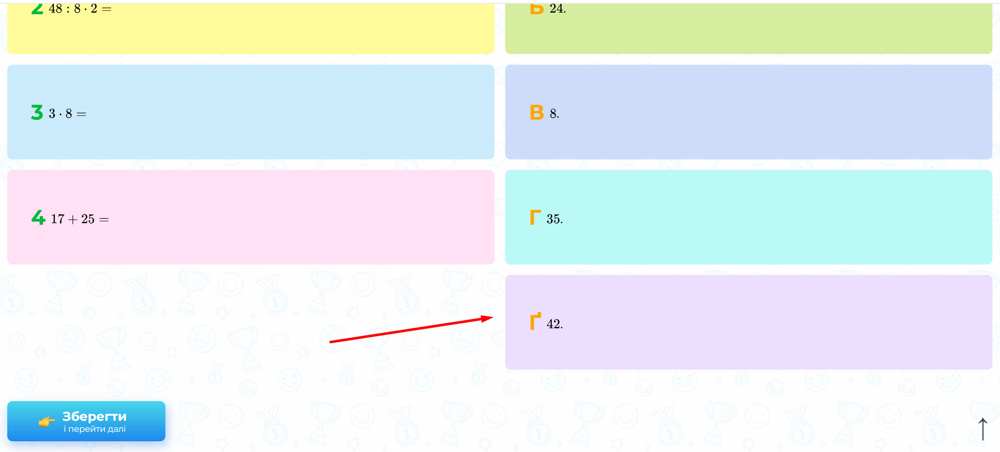 2 48 : 8 · 2 =
Б 24.
3 3 · 8 =
В 8.
4 17 + 25 =
Г 35.
Ґ 42.
Зберегти
і перейти далі